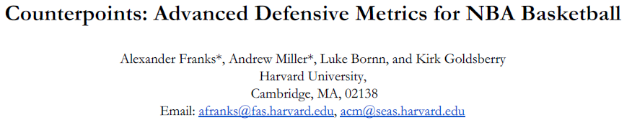 Counterpoints: Advanced Defensive Metrics for NBA Basketball
Alexander Franks*, Andrew Miller*, Luke Bornn, and Kirk Goldsberry
Harvard University,
Cambridge, MA, 02138
Email: afranks@fas.harvard.edu, acm@seas.harvard.edu